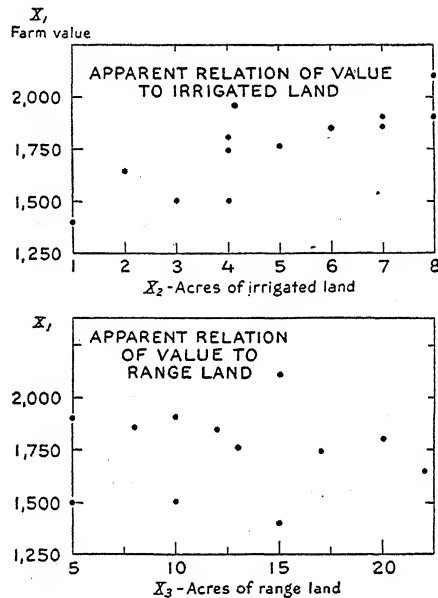 X₁
Farm value
APPARENT RELATION OF VALUE
TO IRRIGATED LAND
2,000
1,750
1,500
1,250
1 2 3 4 5 6 7 8
X₂-Acres of irrigated land
X₁
APPARENT RELATION
OF VALUE TO
RANGE LAND
2,000
1,750
1,500
1,250
5 10 15 20
X₃-Acres of range land